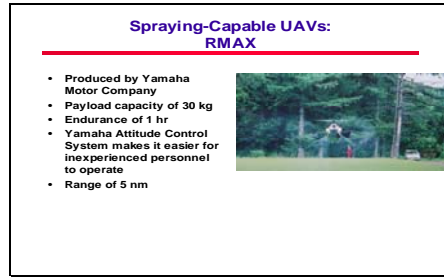 Spraying-Capable UAVs:
RMAX
• Produced by Yamaha
Motor Company
• Payload capacity of 30 kg
• Endurance of 1 hr
• Yamaha Attitude Control
System makes it easier for
inexperienced personnel
to operate
• Range of 5 nm